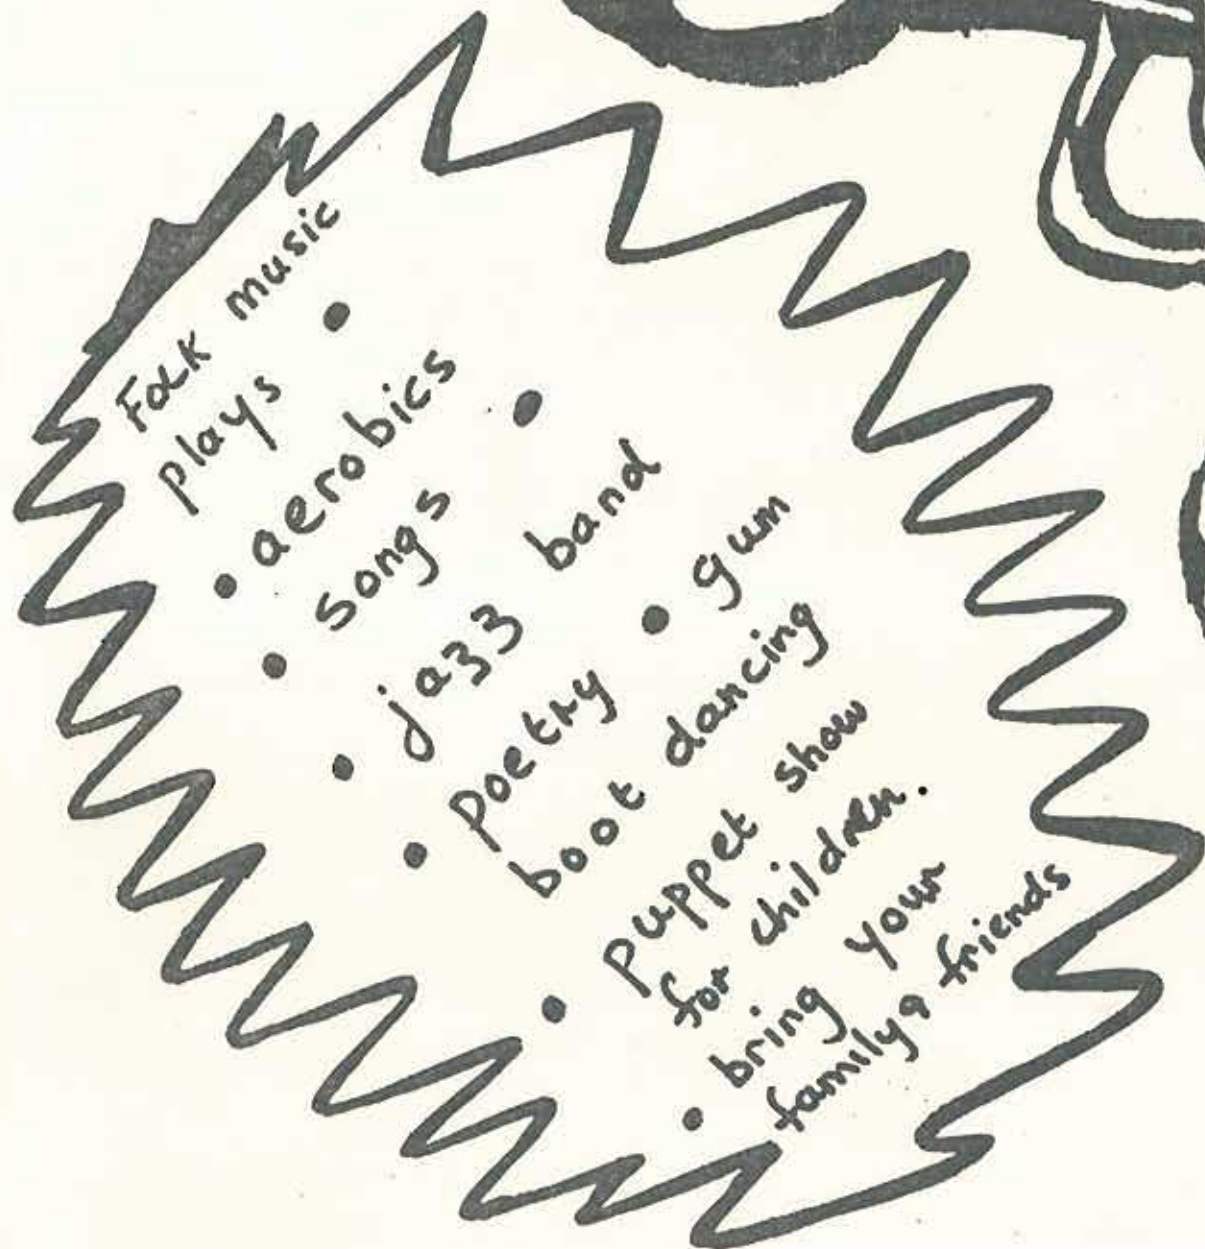 Folk music
plays •
• aerobics
• songs •
• jazz band
• poetry • gum
boot dancing
• puppet show
for children.
• bring your
family & friends